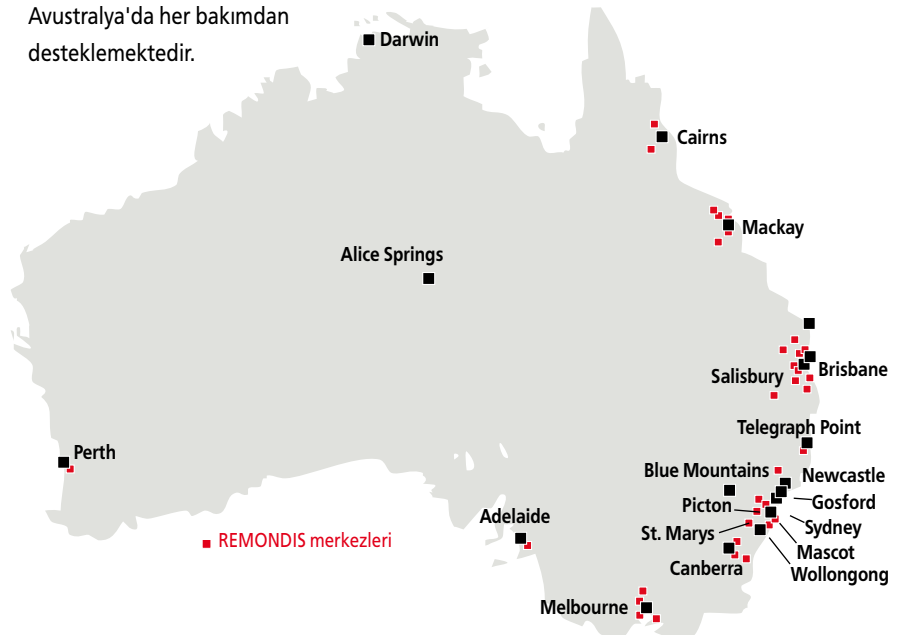 Avustralya'da her bakımdan
desteklemektedir.
Darwin
Cairns
Mackay
Alice Springs
Brisbane
Salisbury
Telegraph Point
Perth
Blue Mountains
Newcastle
Picton
Gosford
Adelaide
St. Marys
Sydney
REMONDIS merkezleri
Mascot
Canberra
Wollongong
Melbourne